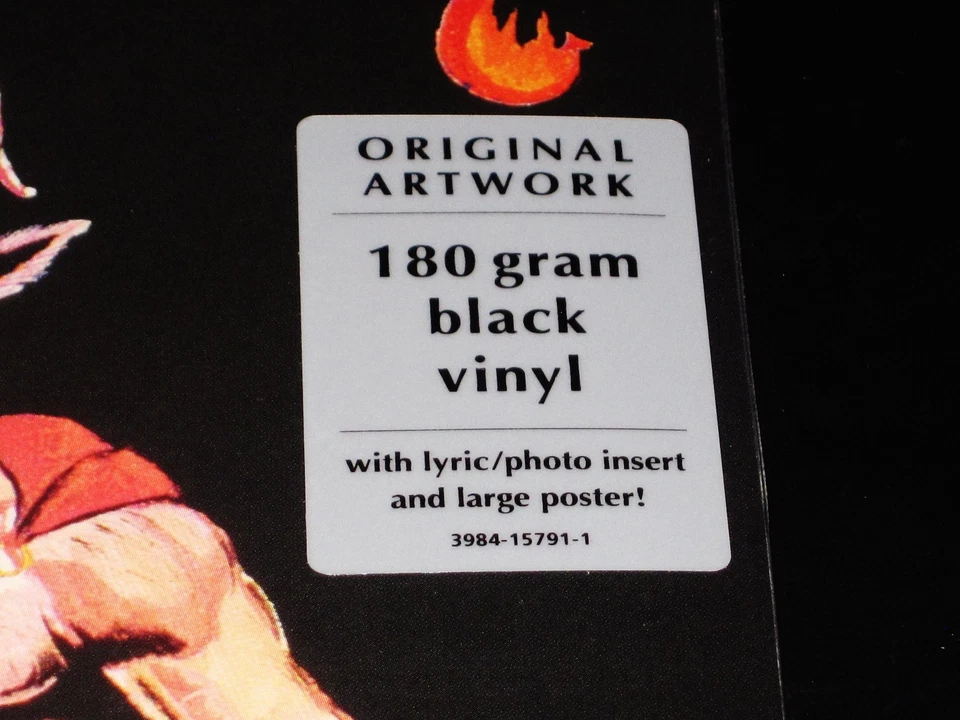 ORIGINAL
ARTWORK
180 gram
black
vinyl
with lyric/photo insert
and large poster!
3984-15791-1